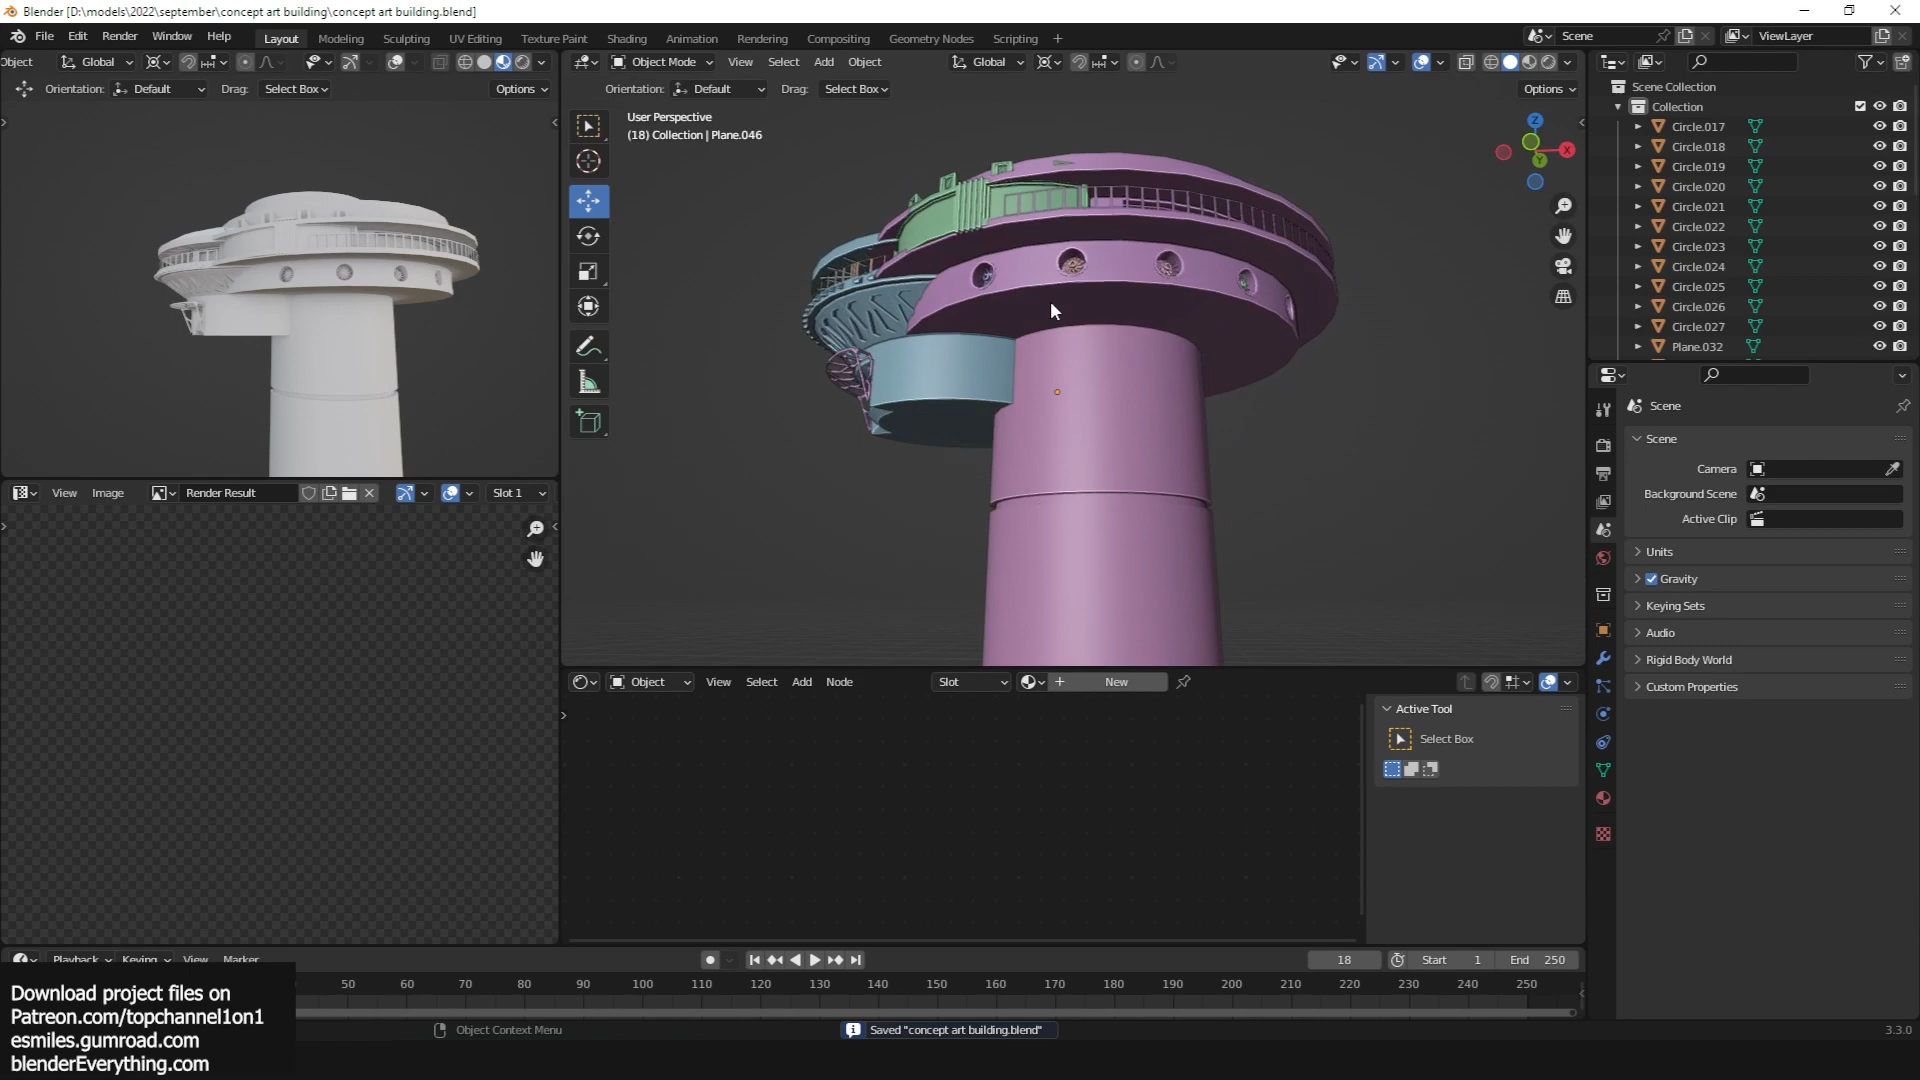 Blender [D:\models\2022\september\concept art building\concept art building.blend]
File Edit Render Window Help Layout Modeling Sculpting UV Editing Texture Paint Shading Animation Rendering Compositing Geometry Nodes Scripting + Scene ViewLayer
Object Global Object Mode View Select Add Object Global
Orientation: Default Drag: Select Box Options Orientation: Default Drag: Select Box Options
User Perspective
(18) Collection | Plane.046
Z
X
Y
Scene Collection
Collection
Circle.017
Circle.018
Circle.019
Circle.020
Circle.021
Circle.022
Circle.023
Circle.024
Circle.025
Circle.026
Circle.027
Plane.032
Scene
Scene
Camera
Background Scene
Active Clip
Units
Gravity
Keying Sets
Audio
Rigid Body World
Custom Properties
View Image Render Result Slot 1
Object View Select Add Node Slot New
Active Tool
Select Box
Playback Keying View Marker 18 Start 1 End 250
50 60 70 80 90 100 110 120 130 140 150 160 170 180 190 200 210 220 230 240 250
Object Context Menu Saved "concept art building.blend" 3.3.0
Download project files on
Patreon.com/topchannel1on1
esmiles.gumroad.com
blenderEverything.com